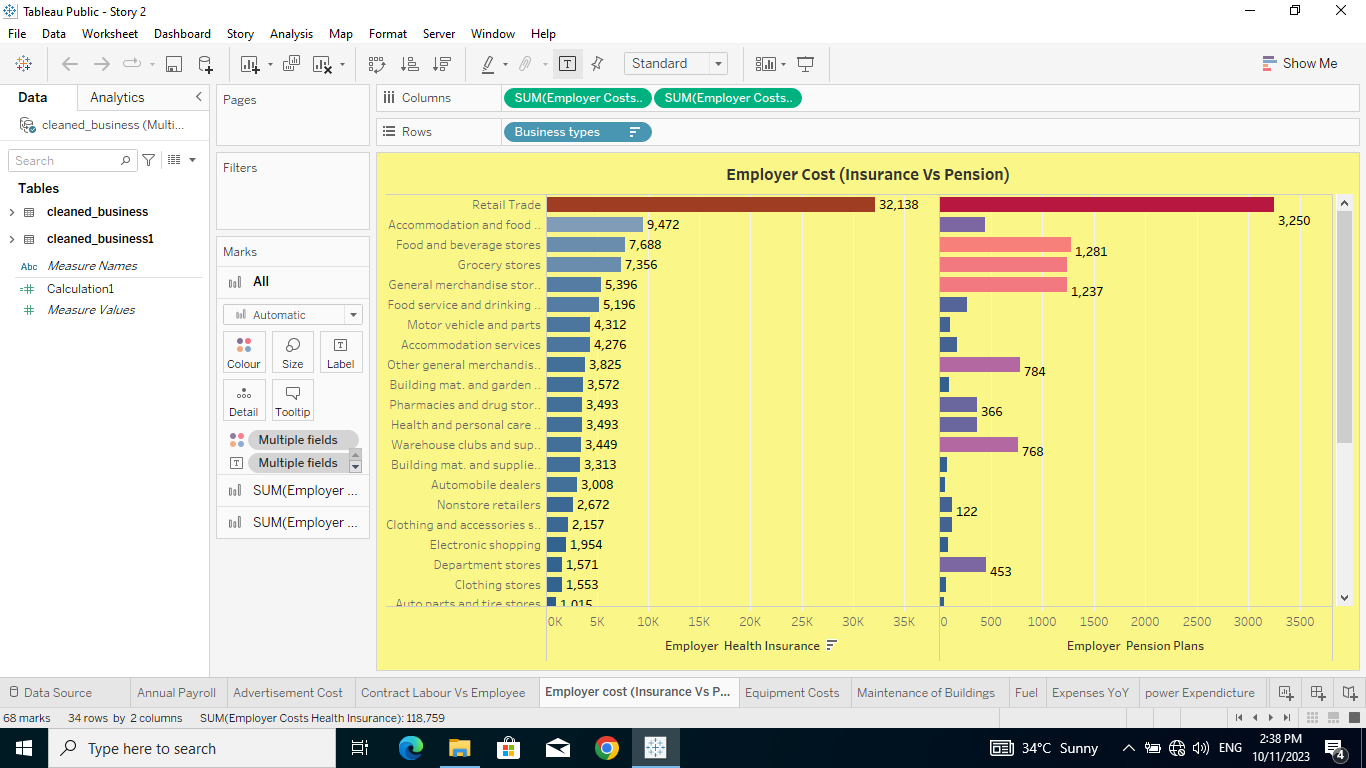 Tableau Public - Story 2
File Data Worksheet Dashboard Story Analysis Map Format Server Window Help
Standard
Show Me
Data Analytics
cleaned_business (Multi...
Search
Tables
cleaned_business
cleaned_business1
Abc Measure Names
Calculation1
Measure Values
Pages
Filters
Marks
All
Automatic
Colour Size Label
Detail Tooltip
Multiple fields
Multiple fields
SUM(Employer ...
SUM(Employer ...
Columns SUM(Employer Costs.. SUM(Employer Costs..
Rows Business types
Employer Cost (Insurance Vs Pension)
Retail Trade 32,138 3,250
Accommodation and food .. 9,472
Food and beverage stores 7,688 1,281
Grocery stores 7,356
General merchandise stor.. 5,396 1,237
Food service and drinking .. 5,196
Motor vehicle and parts 4,312
Accommodation services 4,276
Other general merchandis.. 3,825 784
Building mat. and garden .. 3,572
Pharmacies and drug stor.. 3,493 366
Health and personal care .. 3,493
Warehouse clubs and sup.. 3,449 768
Building mat. and supplie.. 3,313
Automobile dealers 3,008
Nonstore retailers 2,672 122
Clothing and accessories s.. 2,157
Electronic shopping 1,954
Department stores 1,571 453
Clothing stores 1,553
Auto parts and tire stores 1,015
0K 5K 10K 15K 20K 25K 30K 35K 0 500 1000 1500 2000 2500 3000 3500
Employer Health Insurance Employer Pension Plans
Data Source Annual Payroll Advertisement Cost Contract Labour Vs Employee Employer cost (Insurance Vs P... Equipment Costs Maintenance of Buildings Fuel Expenses YoY power Expendicture
68 marks 34 rows by 2 columns SUM(Employer Costs Health Insurance): 118,759
Type here to search
34°C Sunny
ENG
2:38 PM
10/11/2023
4